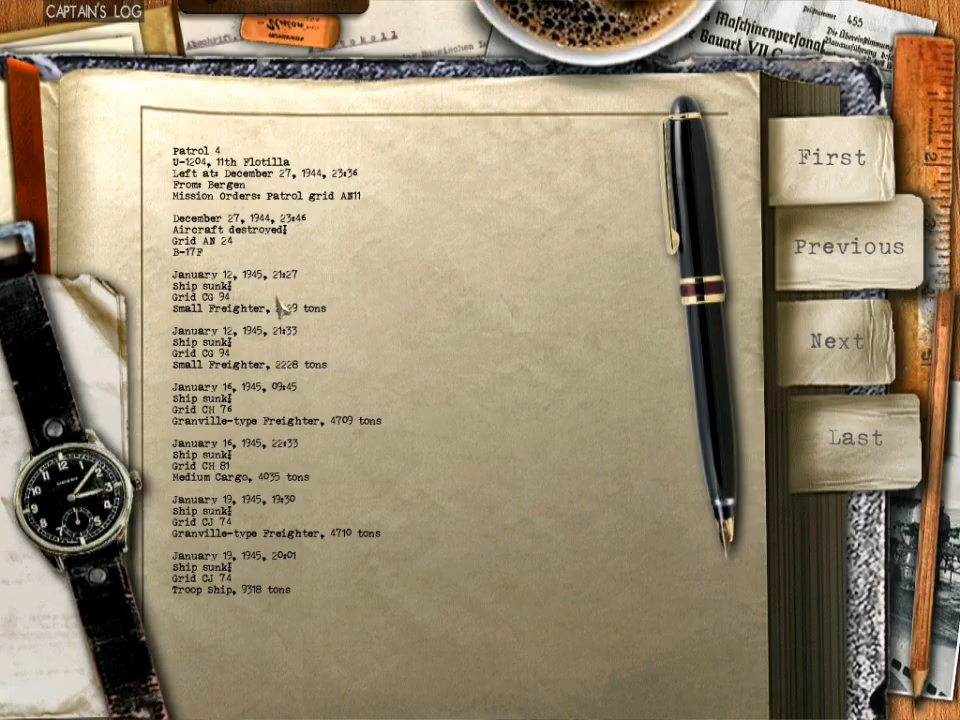 CAPTAIN'S LOG
Abschrift.
Maschinenpersonal
Bauart VII C
455
Patrol 4
U-1204, 11th Flotilla
Left at: December 27, 1944, 23:36
From: Bergen
Mission Orders: Patrol grid AN11
December 27, 1944, 23:46
Aircraft destroyed!
Grid AN 24
B-17F
January 12, 1945, 21:27
Ship sunk!
Grid CG 94
Small Freighter, tons
January 12, 1945, 21:33
Ship sunk!
Grid CG 94
Small Freighter, 2228 tons
January 16, 1945, 09:45
Ship sunk!
Grid CH 76
Granville-type Freighter, 4709 tons
January 16, 1945, 22:33
Ship sunk!
Grid CH 81
Medium Cargo, 4035 tons
January 19, 1945, 19:30
Ship sunk!
Grid CJ 74
Granville-type Freighter, 4710 tons
January 19, 1945, 20:01
Ship sunk!
Grid CJ 74
Troop Ship, 9318 tons
First
Previous
Next
Last